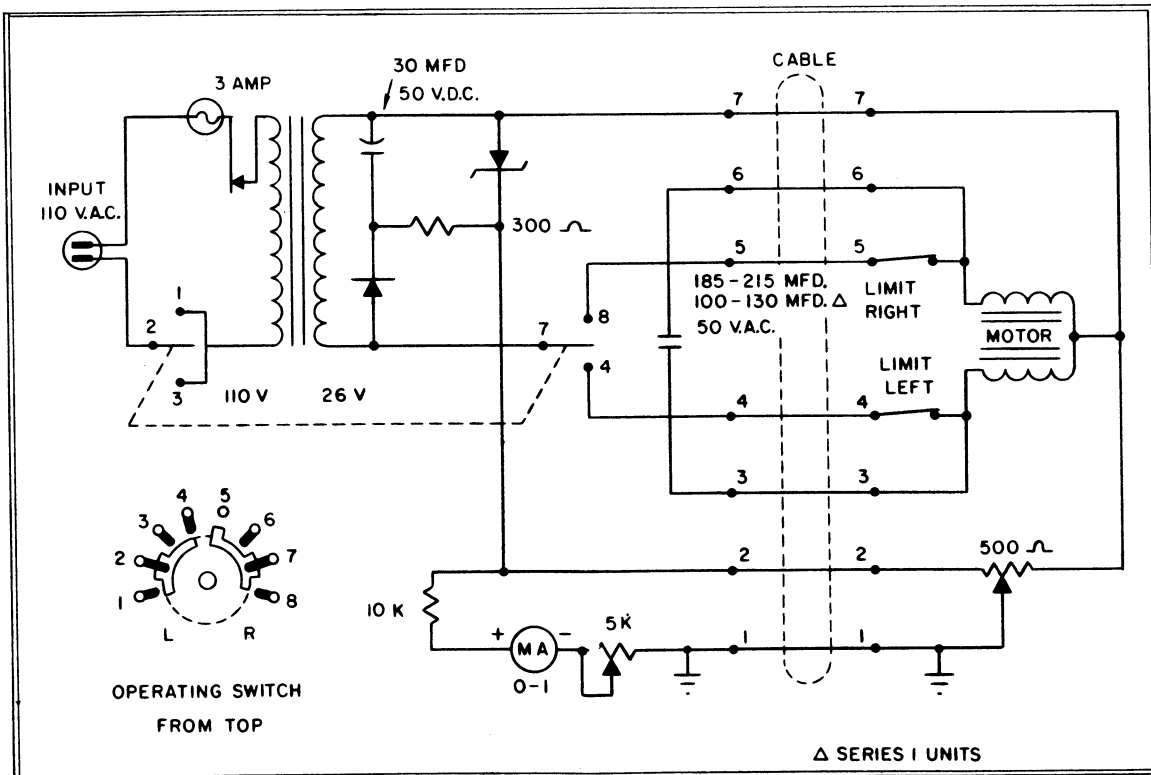 30 MFD
50 V.D.C.
3 AMP
CABLE
7 7
INPUT
110 V.A.C.
6 6
300 Ω
5 5
185-215 MFD.
100-130 MFD. Δ
50 V.A.C.
LIMIT
RIGHT
1
2
3
7
8
4
MOTOR
110 V 26 V
LIMIT
LEFT
4 4
3 3
4 5
3 6
2 7
1 8
L R
2 2
500 Ω
10 K
+ MA -
0-1
5K
1 1
OPERATING SWITCH
FROM TOP
Δ SERIES 1 UNITS